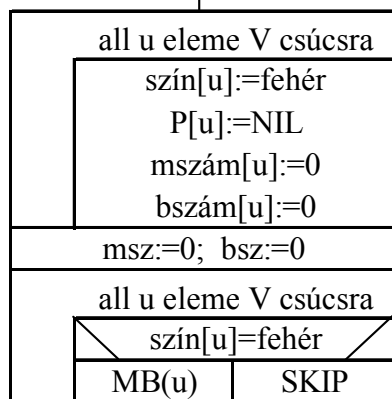 all u eleme V csúcsra
szín[u]:=fehér
P[u]:=NIL
mszám[u]:=0
bszám[u]:=0
msz:=0; bsz:=0
all u eleme V csúcsra
szín[u]=fehér
MB(u) SKIP